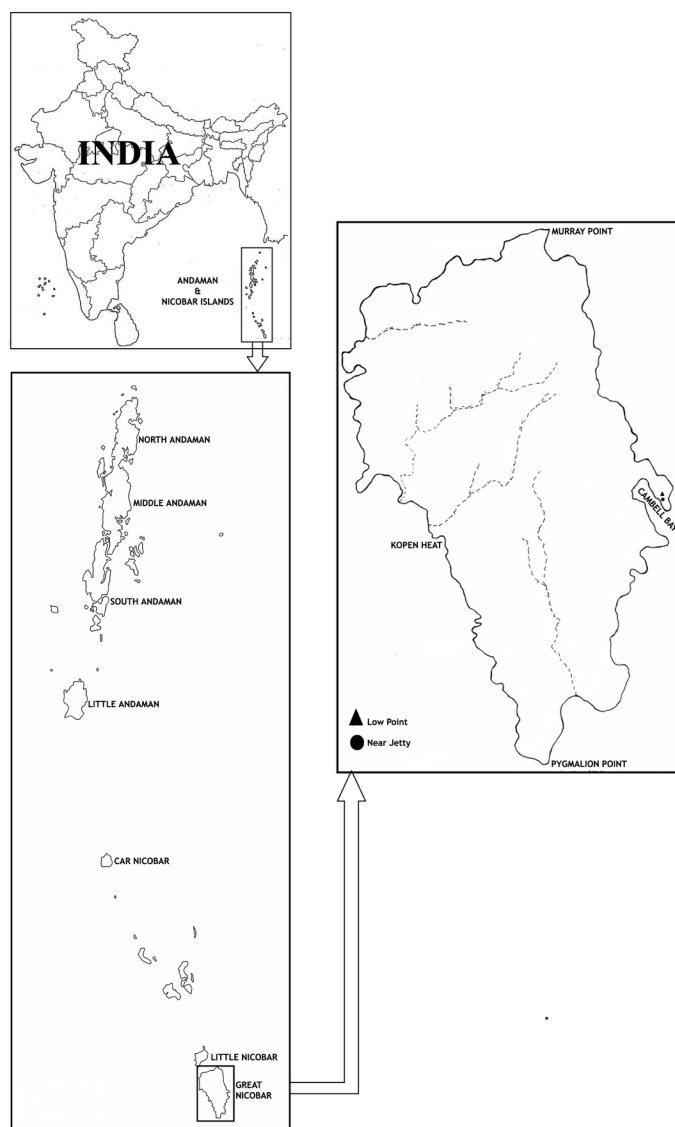 INDIA
ANDAMAN
&
NICOBAR ISLANDS
NORTH ANDAMAN
MIDDLE ANDAMAN
SOUTH ANDAMAN
LITTLE ANDAMAN
CAR NICOBAR
LITTLE NICOBAR
GREAT
NICOBAR
MURRAY POINT
CAMBELL BAY
KOPEN HEAT
Low Point
Near Jetty
PYGMALION POINT